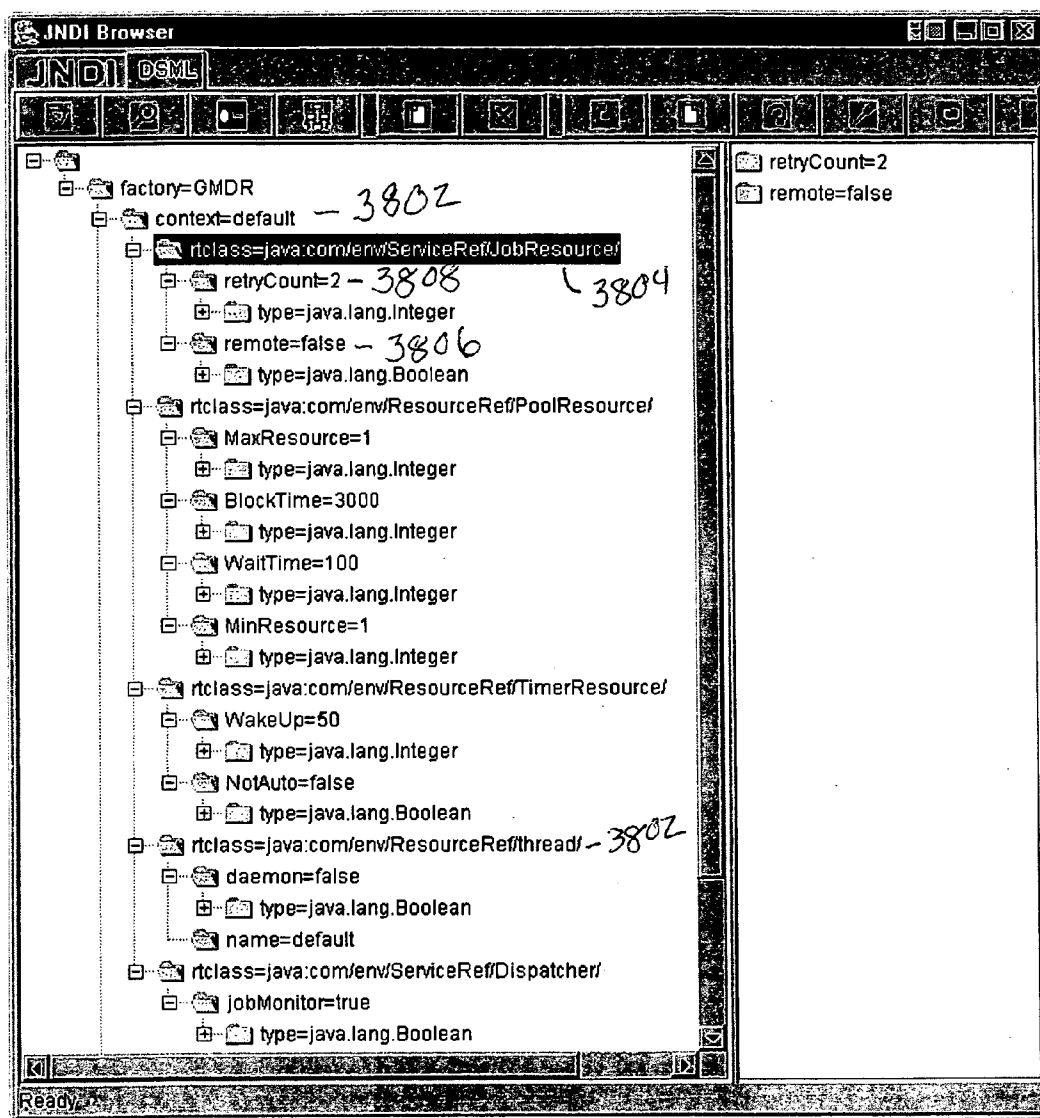 JNDI Browser
JNDI DSML
factory=GMDR
context=default - 3802
rtclass=java:com/env/ServiceRef/JobResource/
3804
retryCount=2 - 3808
type=java.lang.Integer
remote=false - 3806
type=java.lang.Boolean
rtclass=java:com/env/ResourceRef/PoolResource/
MaxResource=1
type=java.lang.Integer
BlockTime=3000
type=java.lang.Integer
WaitTime=100
type=java.lang.Integer
MinResource=1
type=java.lang.Integer
rtclass=java:com/env/ResourceRef/TimerResource/
WakeUp=50
type=java.lang.Integer
NotAuto=false
type=java.lang.Boolean
rtclass=java:com/env/ResourceRef/thread/ - 3802
daemon=false
type=java.lang.Boolean
name=default
rtclass=java:com/env/ServiceRef/Dispatcher/
jobMonitor=true
type=java.lang.Boolean
retryCount=2
remote=false
Ready